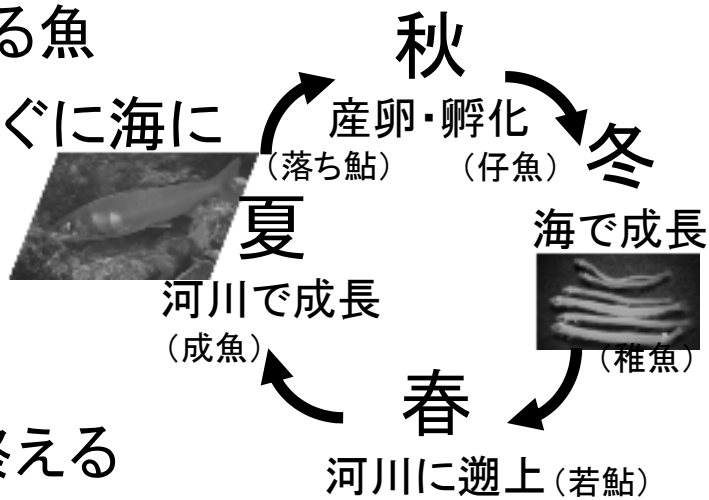 る魚
ぐに海に
終える
秋
産卵・孵化
(落ち鮎)
(仔魚)
冬
海で成長
(稚魚)
春
河川に遡上(若鮎)
夏
河川で成長
(成魚)